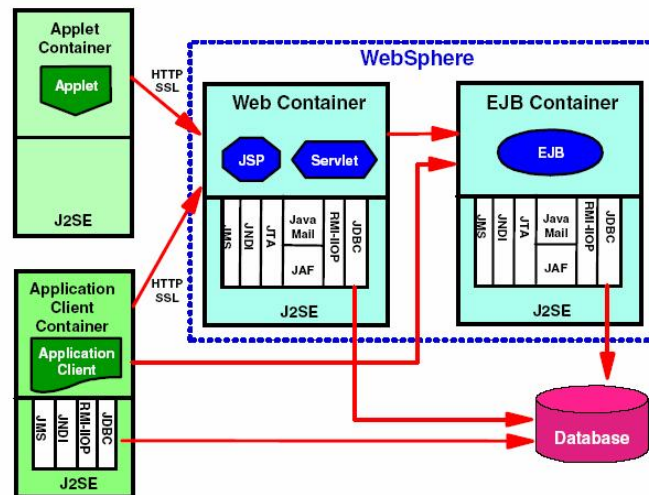 Applet
Container
Applet
J2SE
HTTP
SSL
WebSphere
Web Container
JSP
Servlet
JMS
JNDI
JTA
Java
Mail
JAF
RMI-IIOP
JDBC
J2SE
EJB Container
EJB
JMS
JNDI
JTA
Java
Mail
JAF
RMI-IIOP
JDBC
J2SE
Application
Client
Container
Application
Client
HTTP
SSL
JMS
JNDI
RMI-IIOP
JDBC
J2SE
Database